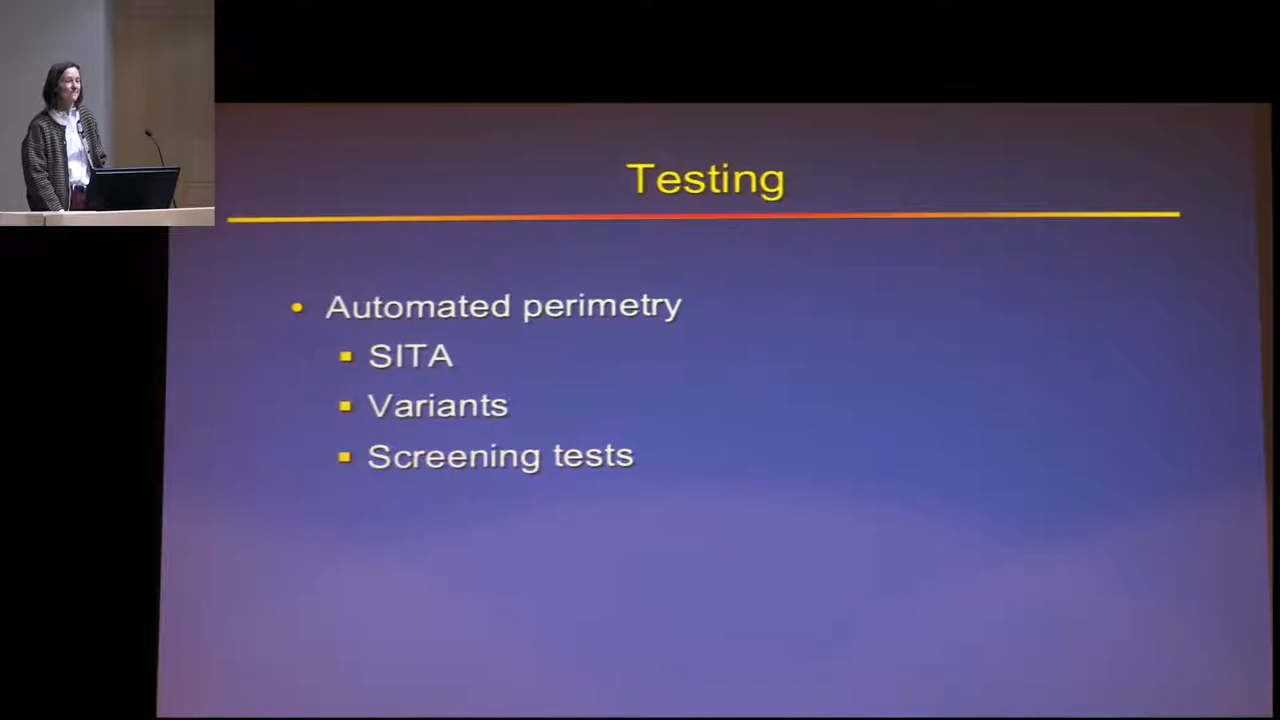 Testing
• Automated perimetry
▪ SITA
▪ Variants
▪ Screening tests